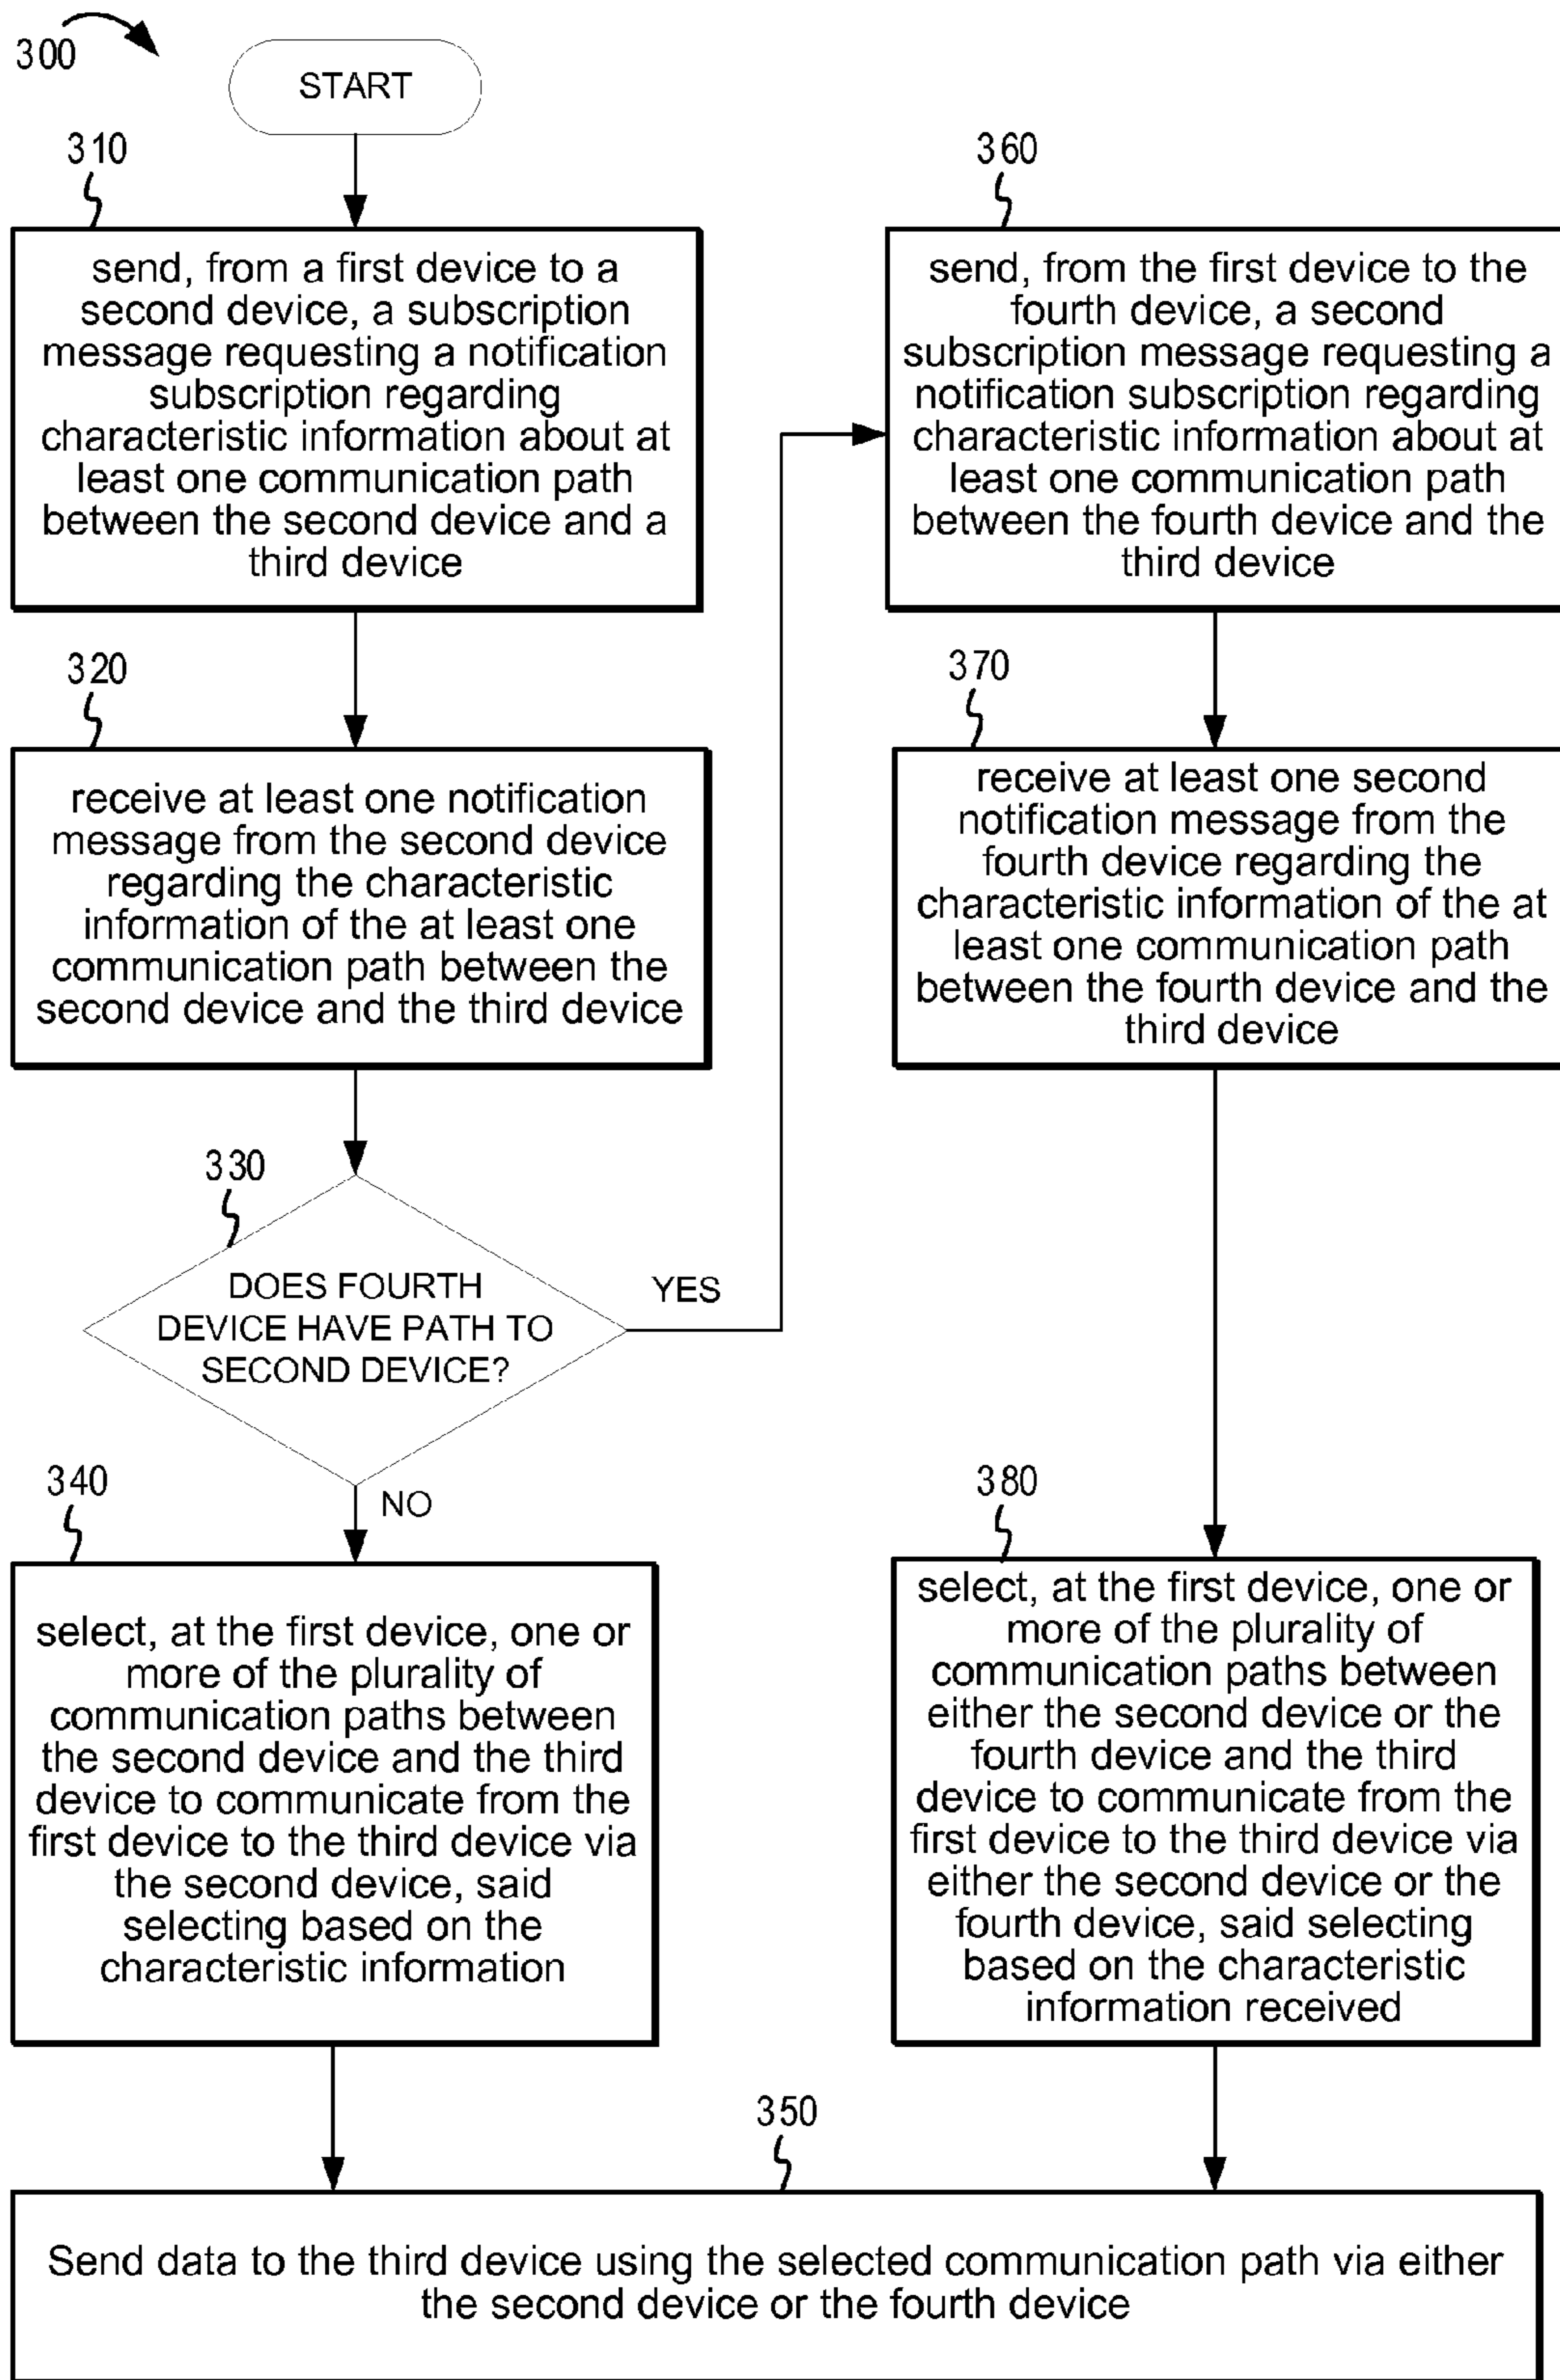 300
START
310
send, from a first device to a
second device, a subscription
message requesting a notification
subscription regarding
characteristic information about at
least one communication path
between the second device and a
third device
320
receive at least one notification
message from the second device
regarding the characteristic
information of the at least one
communication path between the
second device and the third device
330
DOES FOURTH
DEVICE HAVE PATH TO
SECOND DEVICE?
YES
NO
340
select, at the first device, one or
more of the plurality of
communication paths between
the second device and the third
device to communicate from the
first device to the third device via
the second device, said
selecting based on the
characteristic information
360
send, from the first device to the
fourth device, a second
subscription message requesting a
notification subscription regarding
characteristic information about at
least one communication path
between the fourth device and the
third device
370
receive at least one second
notification message from the
fourth device regarding the
characteristic information of the at
least one communication path
between the fourth device and the
third device
380
select, at the first device, one or
more of the plurality of
communication paths between
either the second device or the
fourth device and the third
device to communicate from the
first device to the third device via
either the second device or the
fourth device, said selecting
based on the characteristic
information received
350
Send data to the third device using the selected communication path via either
the second device or the fourth device